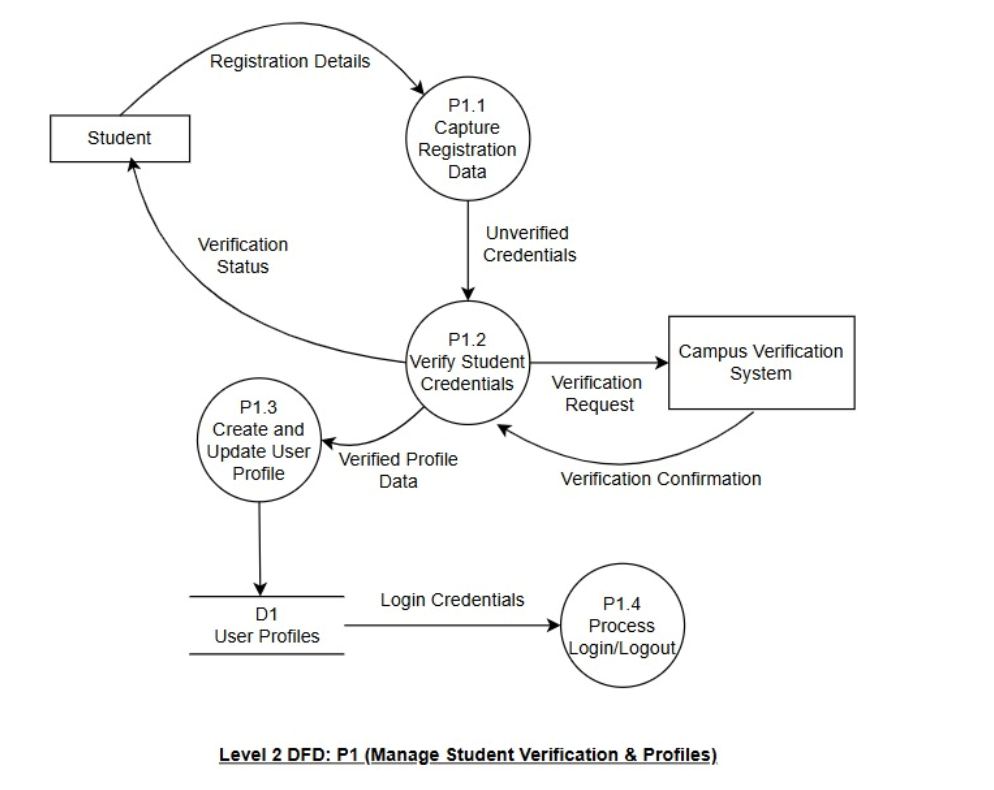 Registration Details
P1.1
Capture
Registration
Data
Student
Unverified
Credentials
Verification
Status
P1.2
Verify Student
Credentials
Campus Verification
System
Verification
Request
P1.3
Create and
Update User
Profile
Verified Profile
Data
Verification Confirmation
D1
User Profiles
Login Credentials
P1.4
Process
Login/Logout
Level 2 DFD: P1 (Manage Student Verification & Profiles)